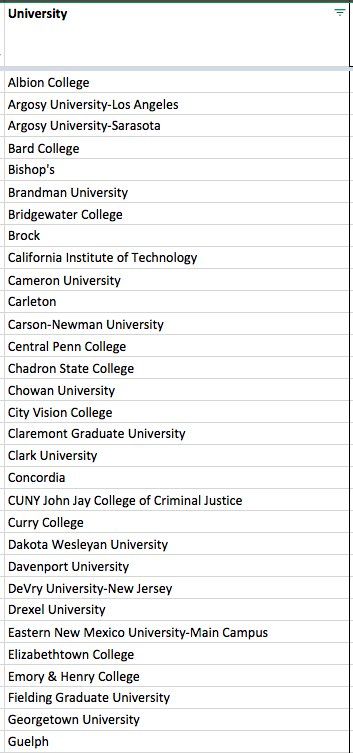 University
Albion College
Argosy University-Los Angeles
Argosy University-Sarasota
Bard College
Bishop's
Brandman University
Bridgewater College
Brock
California Institute of Technology
Cameron University
Carleton
Carson-Newman University
Central Penn College
Chadron State College
Chowan University
City Vision College
Claremont Graduate University
Clark University
Concordia
CUNY John Jay College of Criminal Justice
Curry College
Dakota Wesleyan University
Davenport University
DeVry University-New Jersey
Drexel University
Eastern New Mexico University-Main Campus
Elizabethtown College
Emory & Henry College
Fielding Graduate University
Georgetown University
Guelph